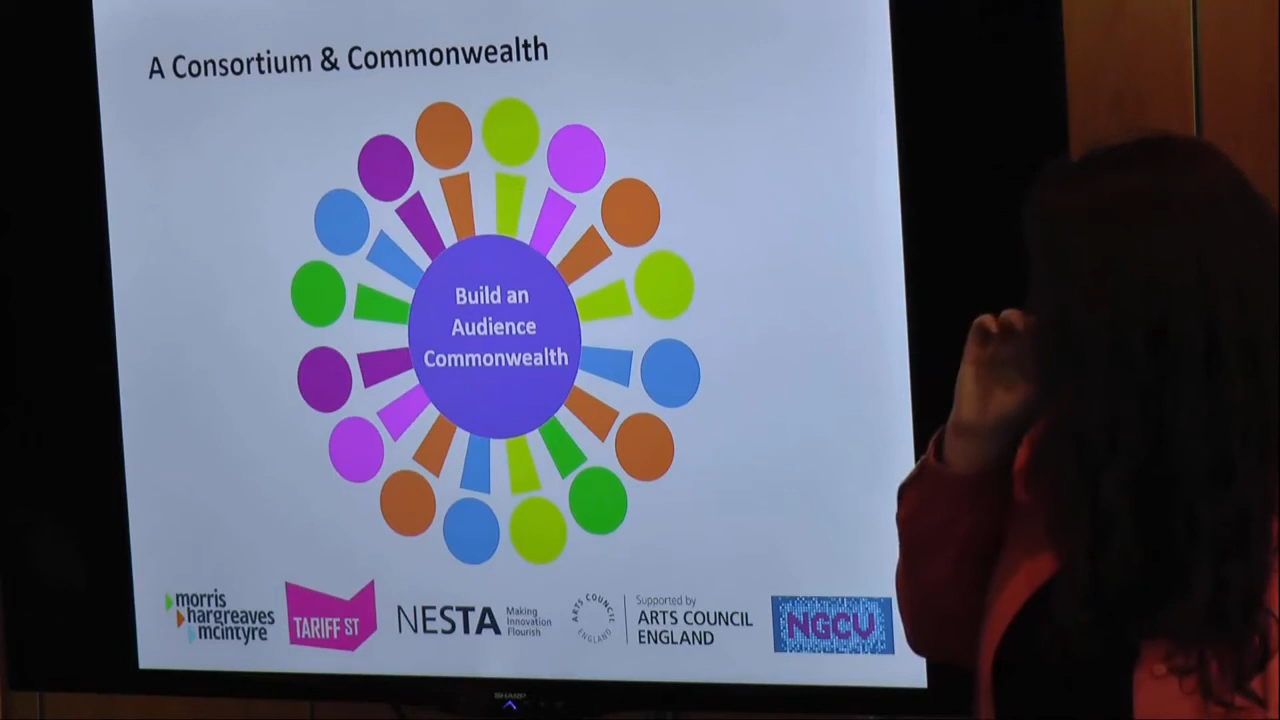 A Consortium & Commonwealth
Build an
Audience
Commonwealth
morris
hargreaves
mcintyre
TARIFF ST
NESTA
Making
Innovation
Flourish
ARTS COUNCIL
ENGLAND
Supported by
ARTS COUNCIL
ENGLAND
NGCV
SHARP